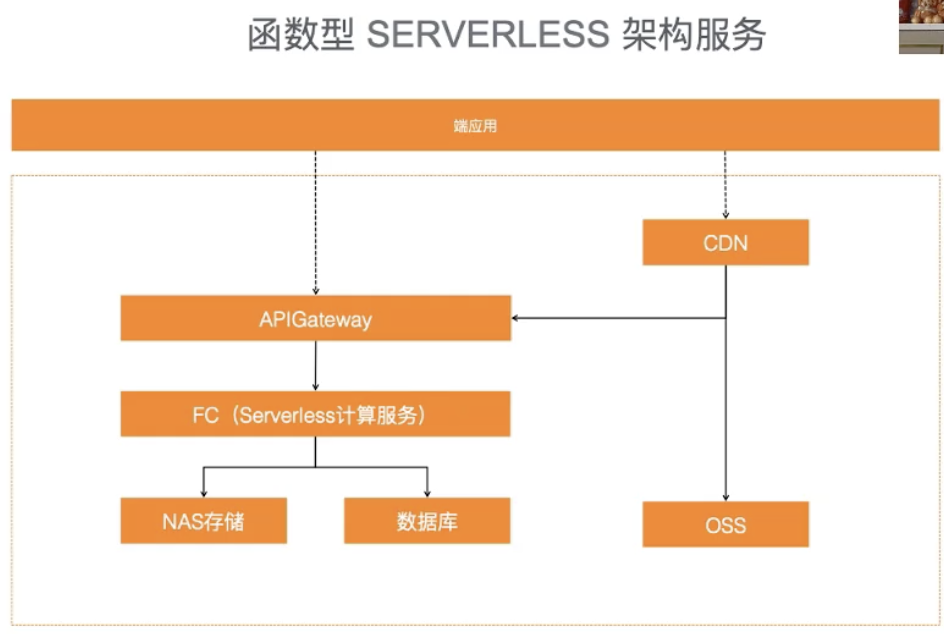 函数型 SERVERLESS 架构服务
端应用
CDN
APIGateway
FC（Serverless计算服务）
NAS存储
数据库
OSS